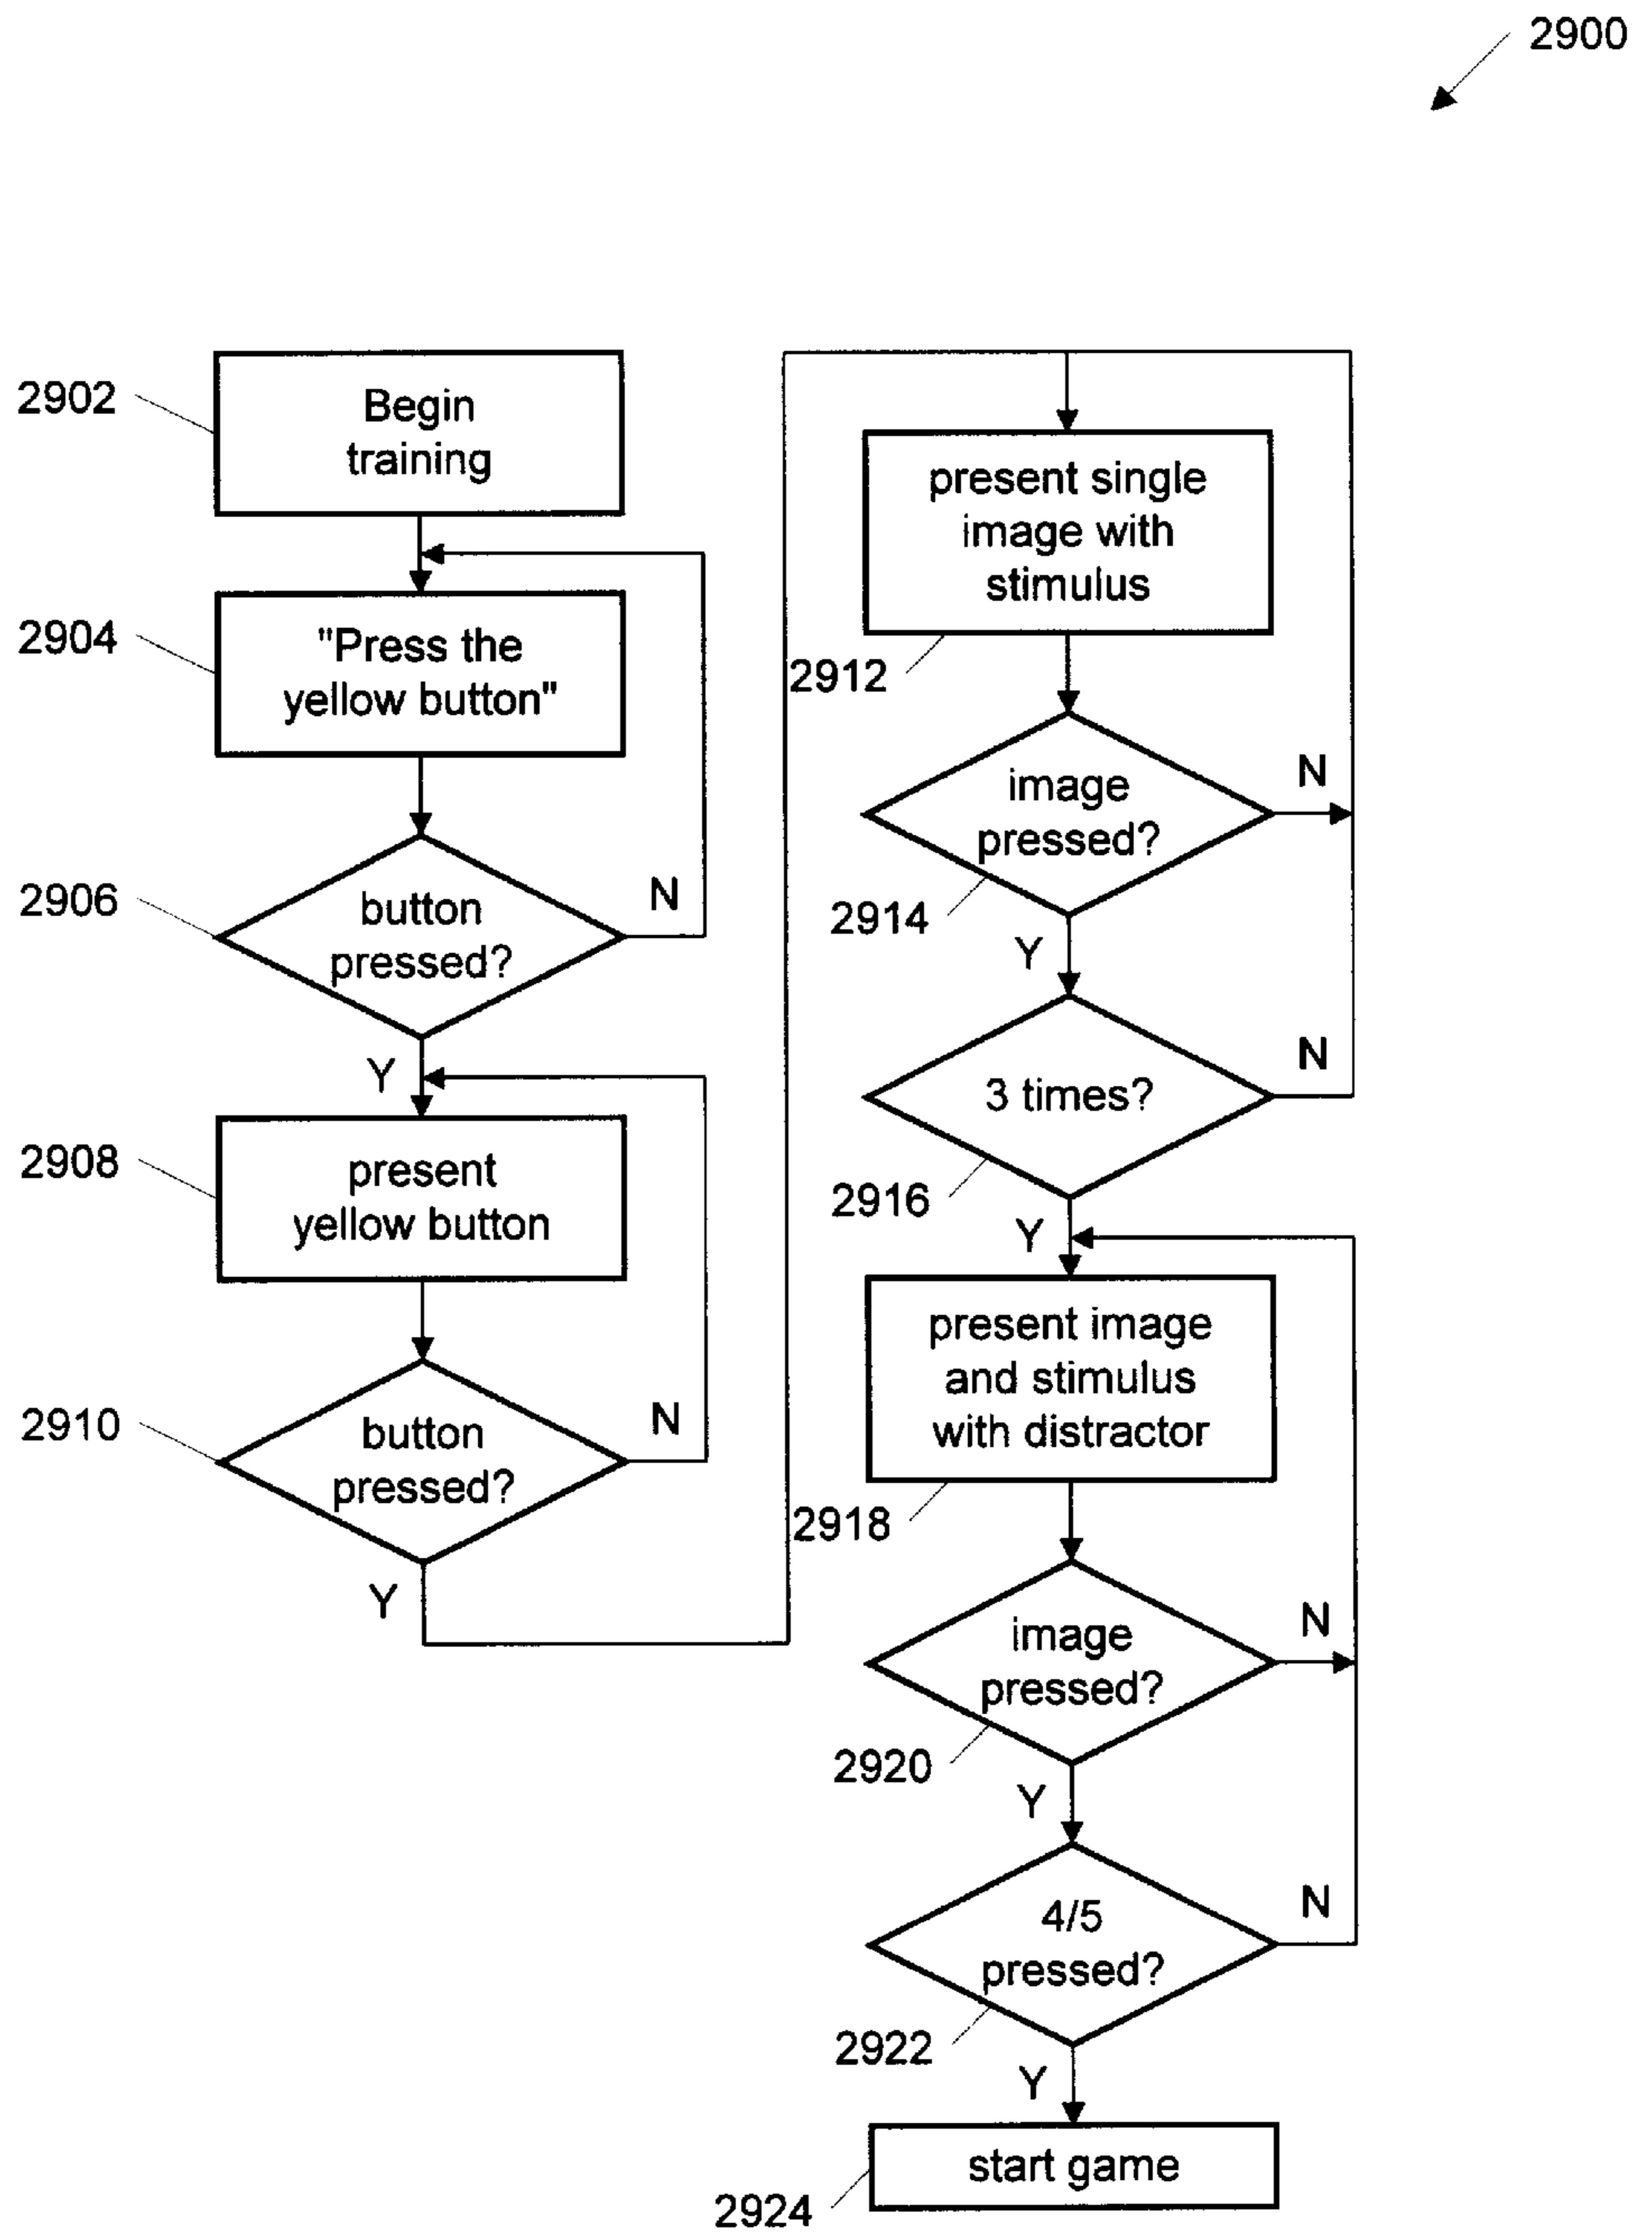 2900
2902
Begin
training
2904
"Press the
yellow button"
2906
button
pressed?
N
Y
2908
present
yellow button
2910
button
pressed?
N
Y
present single
image with
stimulus
2912
image
pressed?
N
2914
Y
3 times?
N
2916
Y
present image
and stimulus
with distractor
2918
image
pressed?
N
2920
Y
4/5
pressed?
N
2922
Y
start game
2924